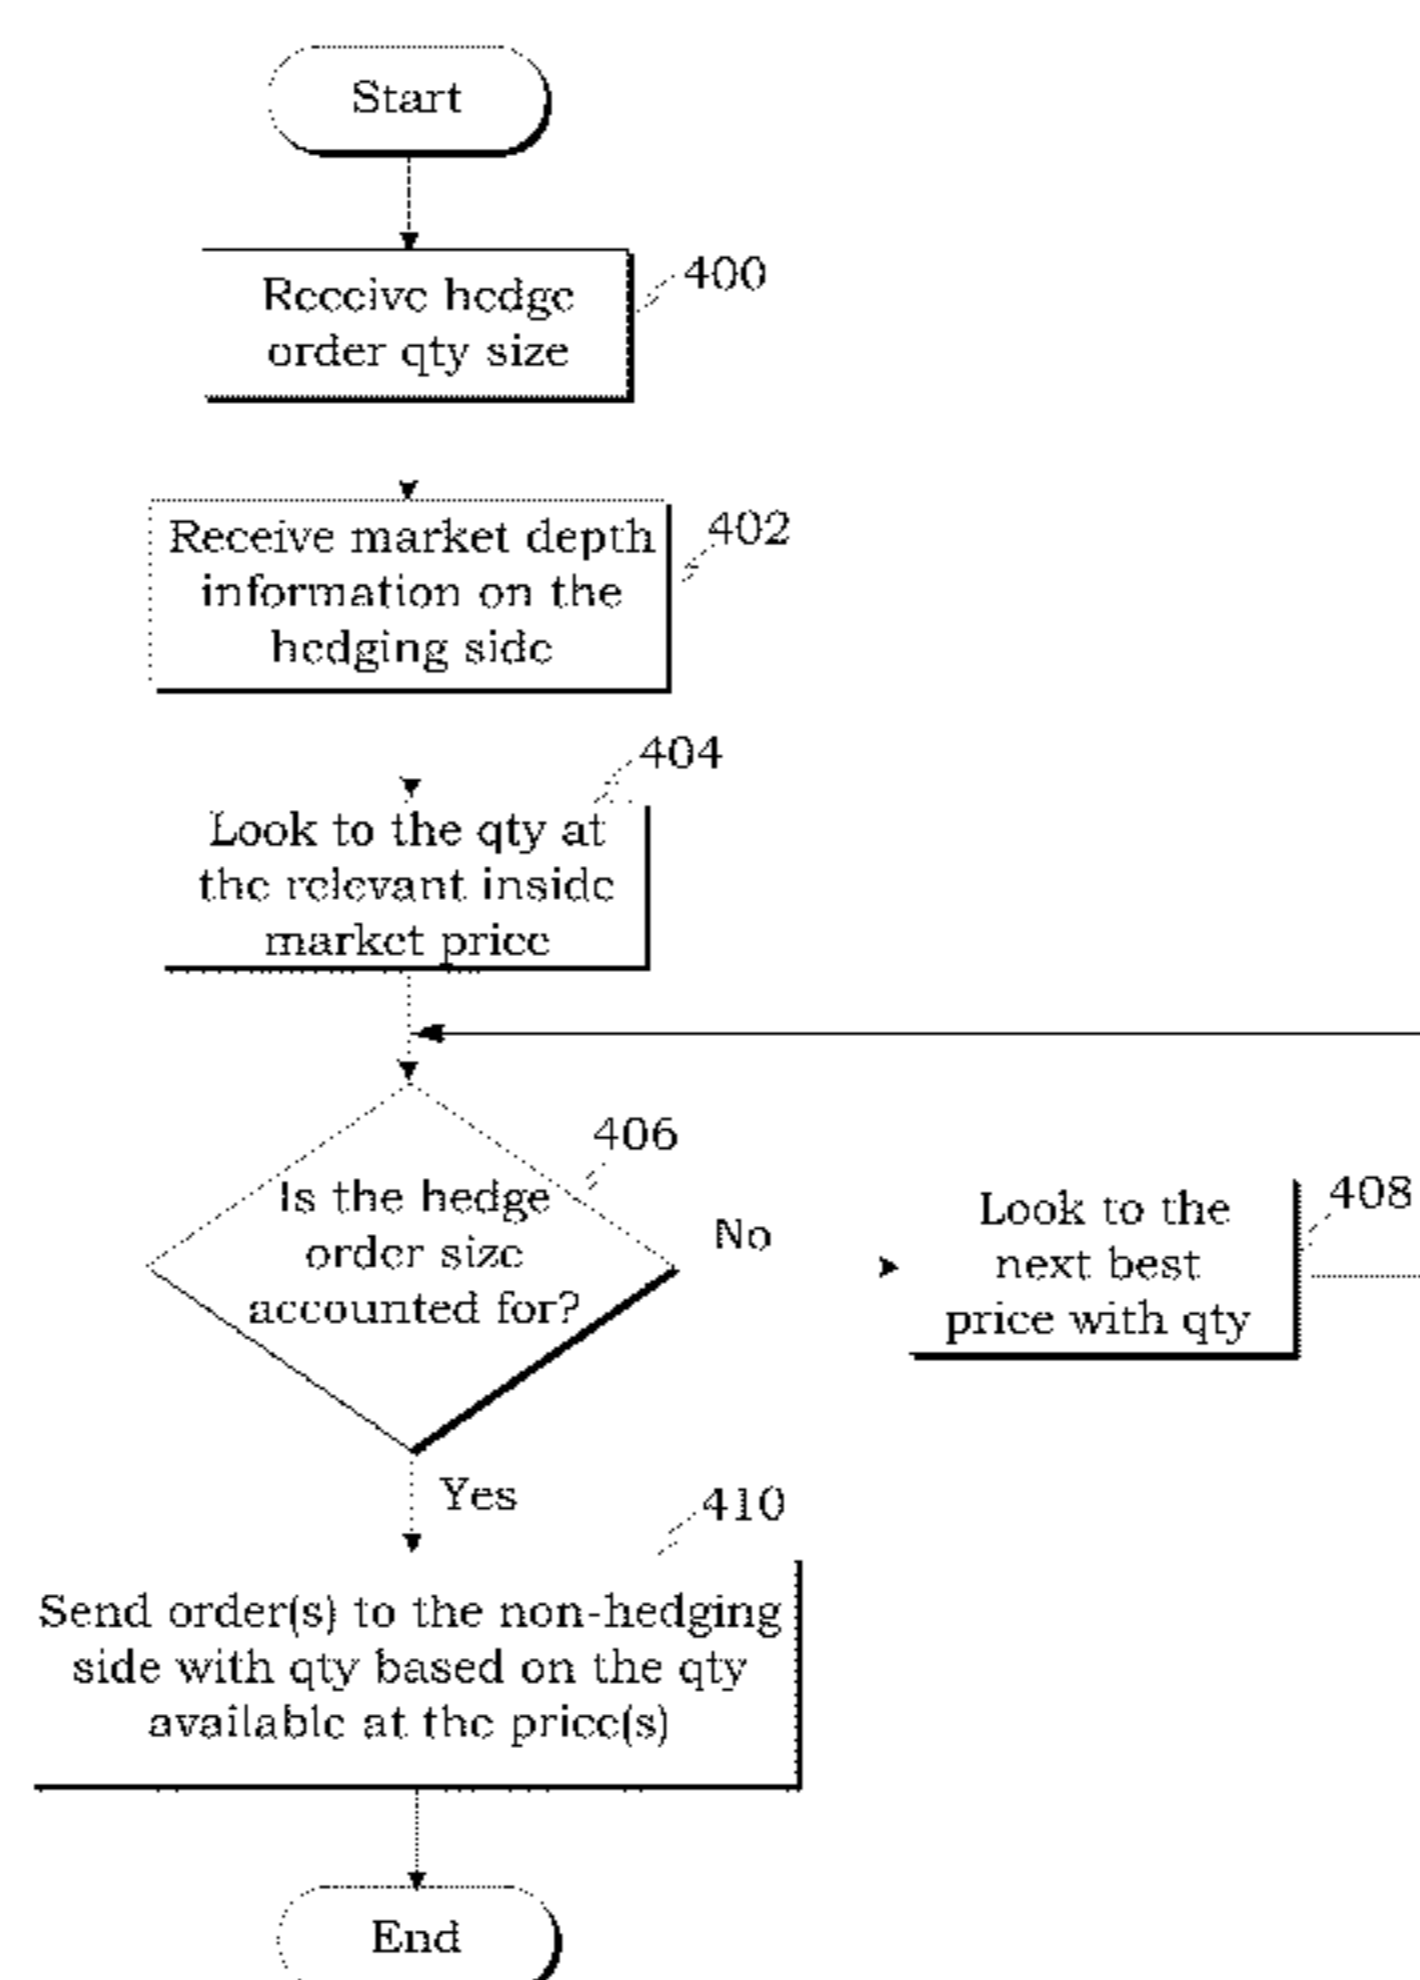 Start
400
Receive hedge
order qty size
402
Receive market depth
information on the
hedging side
404
Look to the qty at
the relevant inside
market price
406
Is the hedge
order size
accounted for?
No
408
Look to the
next best
price with qty
Yes
410
Send order(s) to the non-hedging
side with qty based on the qty
available at the price(s)
End